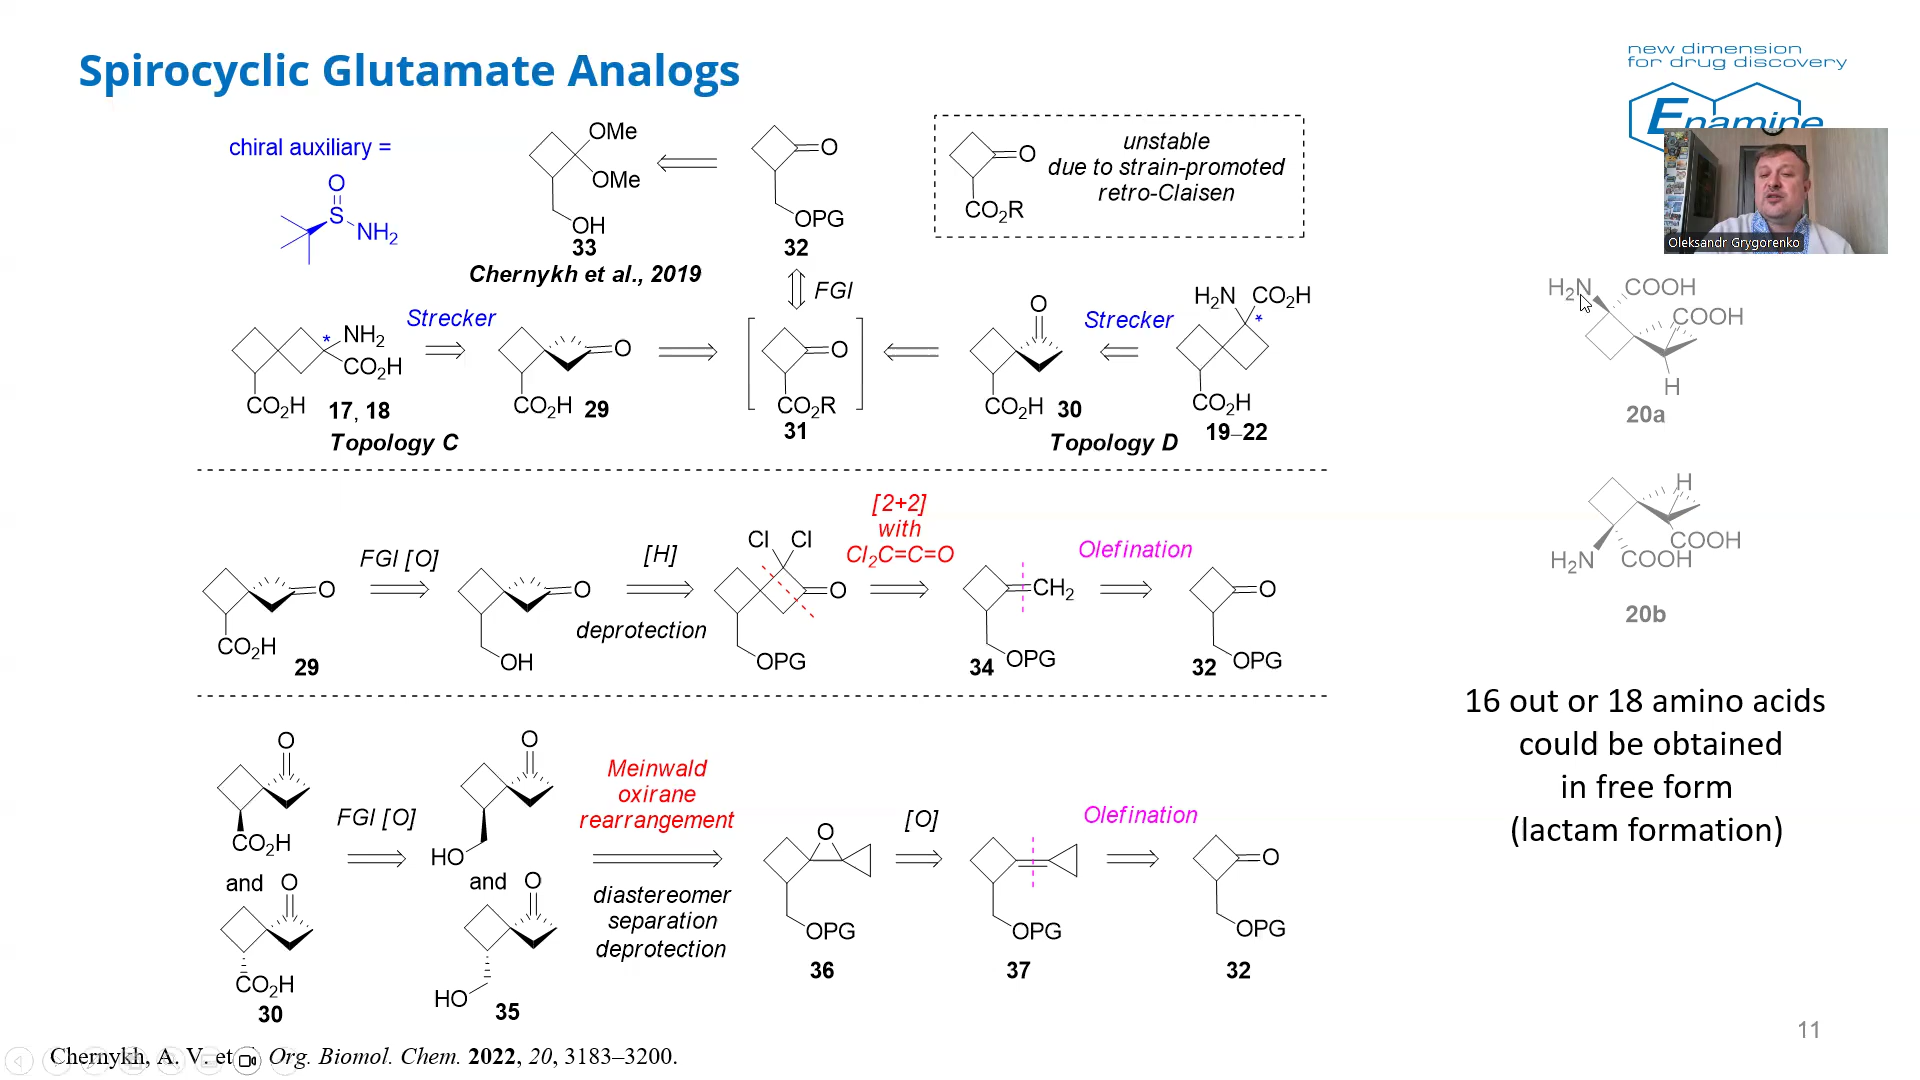 Spirocyclic Glutamate Analogs
new dimension
for drug discovery
Enamine
Oleksandr Grygorenko
chiral auxiliary =
O
S
NH2
OMe
OMe
OH
33
Chernykh et al., 2019
O
OPG
32
O
CO2R
unstable
due to strain-promoted
retro-Claisen
FGI
* NH2
CO2H
CO2H
17, 18
Topology C
Strecker
O
CO2H 29
O
CO2R
31
O
CO2H 30
Topology D
Strecker
H2N CO2H
*
CO2H
19–22
H2N COOH
COOH
H
20a
O
CO2H
29
FGI [O]
O
OH
[H]
deprotection
Cl Cl
O
OPG
[2+2]
with
Cl2C=C=O
CH2
34 OPG
Olefination
O
32 OPG
H
COOH
H2N COOH
20b
16 out or 18 amino acids
could be obtained
in free form
(lactam formation)
O
CO2H
and O
CO2H
30
FGI [O]
O
HO
and O
HO
35
Meinwald
oxirane
rearrangement
diastereomer
separation
deprotection
O
OPG
36
[O]
OPG
37
Olefination
O
OPG
32
11
Chernykh, A. V. et Org. Biomol. Chem. 2022, 20, 3183–3200.